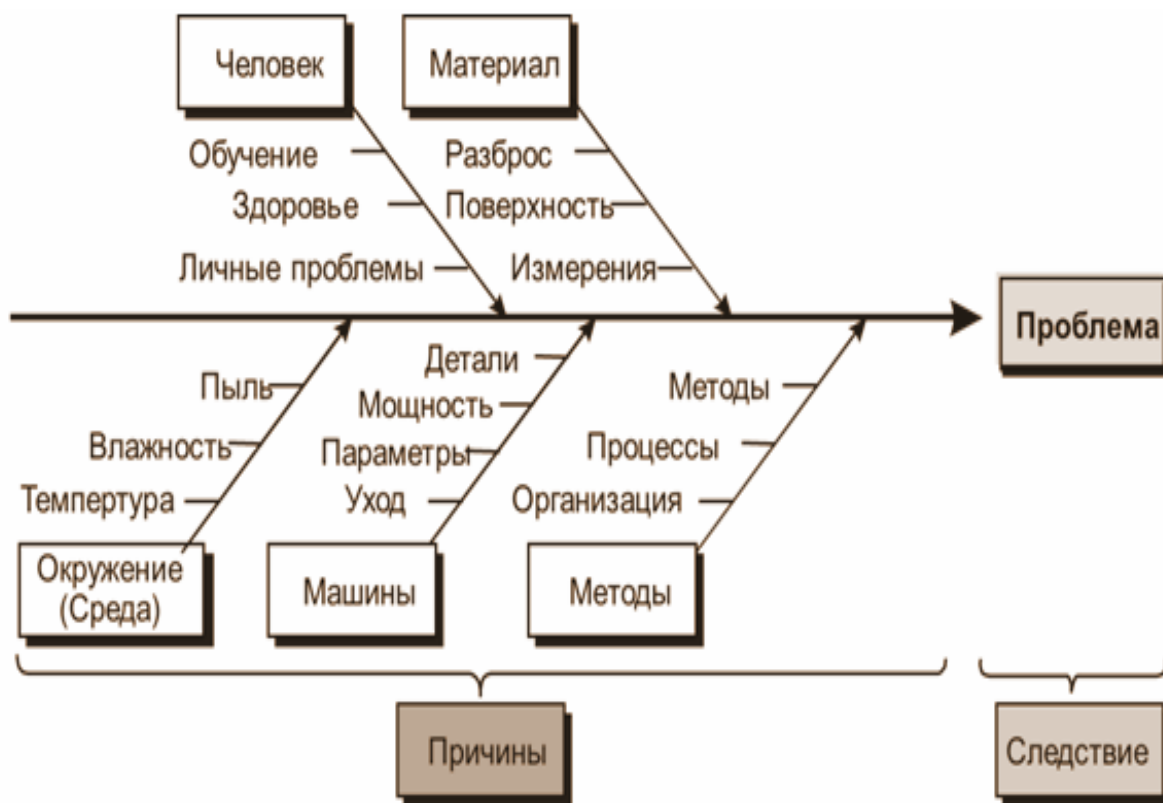 Человек
Материал
Обучение
Разброс
Здоровье
Поверхность
Личные проблемы
Измерения
Проблема
Детали
Пыль
Методы
Мощность
Влажность
Параметры
Процессы
Темпертура
Уход
Организация
Окружение
(Среда)
Машины
Методы
Причины
Следствие